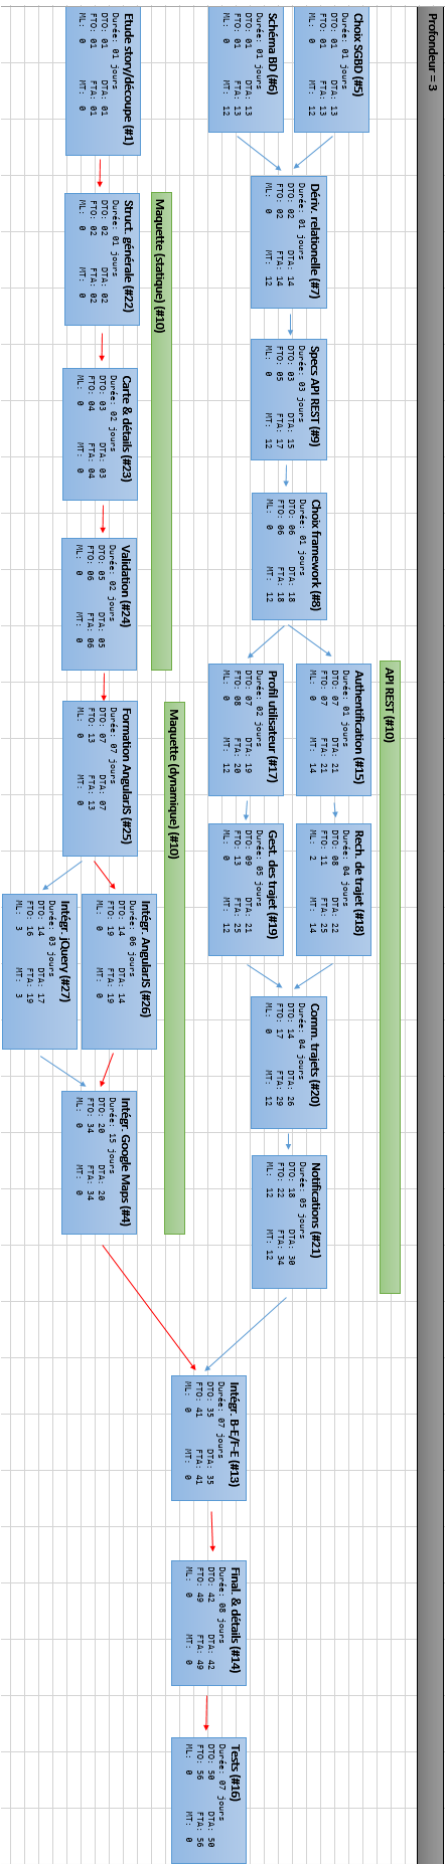 Profondeur = 3
API REST (#10)
Choix SGBD (#5)
Durée: 01 jours
DTO: 01 DTA: 13
FTO: 01 FTA: 13
ML: 0 MT: 12
Schéma BD (#6)
Durée: 01 jours
DTO: 01 DTA: 13
FTO: 01 FTA: 13
ML: 0 MT: 12
Dériv. relationelle (#7)
Durée: 01 jours
DTO: 02 DTA: 14
FTO: 02 FTA: 14
ML: 0 MT: 12
Specs API REST (#9)
Durée: 03 jours
DTO: 03 DTA: 15
FTO: 05 FTA: 17
ML: 0 MT: 12
Choix framework (#8)
Durée: 01 jours
DTO: 06 DTA: 18
FTO: 06 FTA: 18
ML: 0 MT: 12
Authentification (#15)
Durée: 01 jours
DTO: 07 DTA: 21
FTO: 07 FTA: 21
ML: 0 MT: 14
Profil utilisateur (#17)
Durée: 02 jours
DTO: 07 DTA: 19
FTO: 08 FTA: 20
ML: 0 MT: 12
Rech. de trajet (#18)
Durée: 04 jours
DTO: 08 DTA: 22
FTO: 11 FTA: 25
ML: 2 MT: 14
Gest. des trajet (#19)
Durée: 05 jours
DTO: 09 DTA: 21
FTO: 13 FTA: 25
ML: 0 MT: 12
Comm. trajets (#20)
Durée: 04 jours
DTO: 14 DTA: 26
FTO: 17 FTA: 29
ML: 0 MT: 12
Notifications (#21)
Durée: 05 jours
DTO: 18 DTA: 30
FTO: 22 FTA: 34
ML: 12 MT: 12
Maquette (statique) (#10)
Maquette (dynamique) (#10)
Etude story/découpe (#1)
Durée: 01 jours
DTO: 01 DTA: 01
FTO: 01 FTA: 01
ML: 0 MT: 0
Struct. générale (#22)
Durée: 01 jours
DTO: 02 DTA: 02
FTO: 02 FTA: 02
ML: 0 MT: 0
Carte & détails (#23)
Durée: 02 jours
DTO: 03 DTA: 03
FTO: 04 FTA: 04
ML: 0 MT: 0
Validation (#24)
Durée: 02 jours
DTO: 05 DTA: 05
FTO: 06 FTA: 06
ML: 0 MT: 0
Formation AngularJS (#25)
Durée: 07 jours
DTO: 07 DTA: 07
FTO: 13 FTA: 13
ML: 0 MT: 0
Intégr. AngularJS (#26)
Durée: 06 jours
DTO: 14 DTA: 14
FTO: 19 FTA: 19
ML: 0 MT: 0
Intégr. jQuery (#27)
Durée: 03 jours
DTO: 14 DTA: 17
FTO: 16 FTA: 19
ML: 3 MT: 3
Intégr. Google Maps (#4)
Durée: 15 jours
DTO: 20 DTA: 20
FTO: 34 FTA: 34
ML: 0 MT: 0
Intégr. B-E/F-E (#13)
Durée: 07 jours
DTO: 35 DTA: 35
FTO: 41 FTA: 41
ML: 0 MT: 0
Final. & détails (#14)
Durée: 08 jours
DTO: 42 DTA: 42
FTO: 49 FTA: 49
ML: 0 MT: 0
Tests (#16)
Durée: 07 jours
DTO: 50 DTA: 50
FTO: 56 FTA: 56
ML: 0 MT: 0